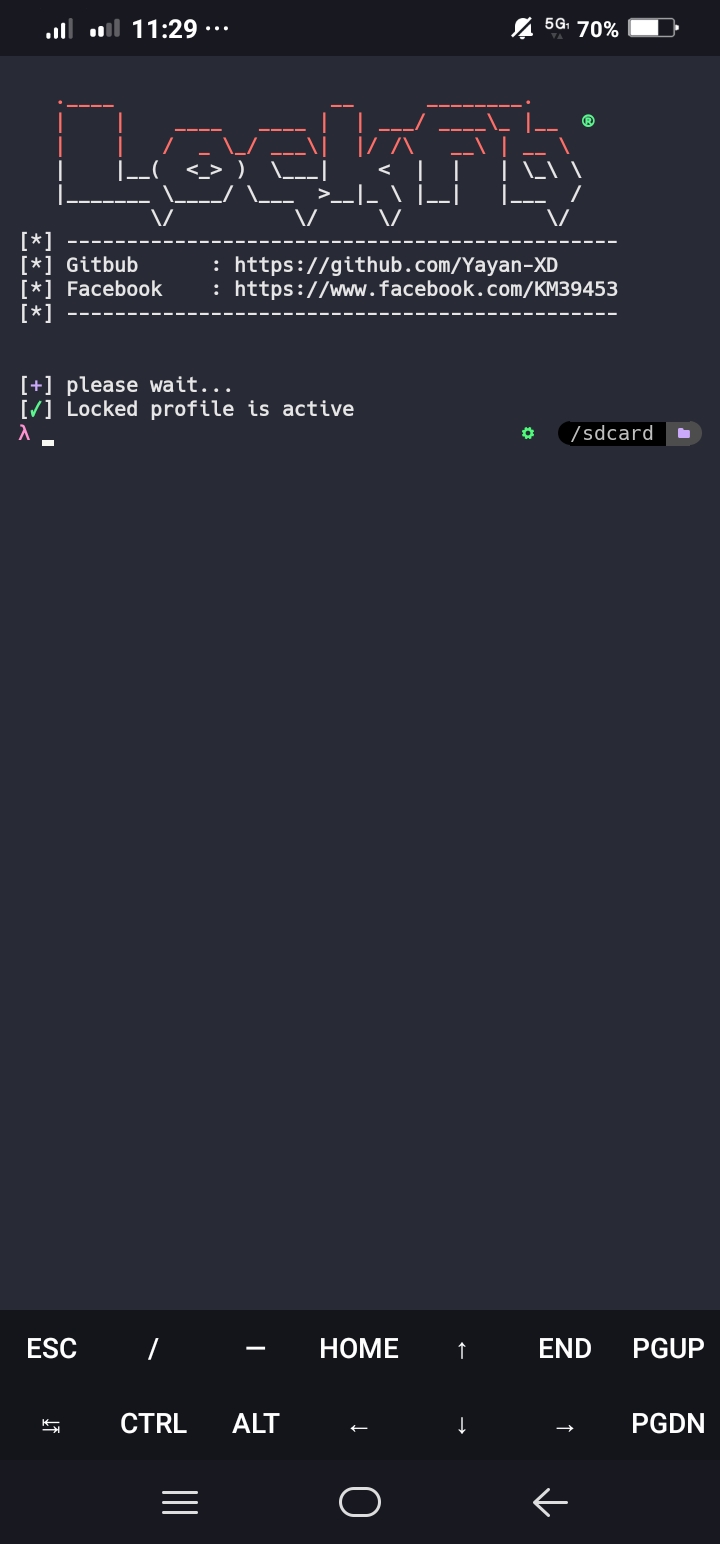 11:29 ...
5G 70%
®
[*] ----------------------------------------------
[*] Gitbub      : https://github.com/Yayan-XD
[*] Facebook    : https://www.facebook.com/KM39453
[*] ----------------------------------------------
[+] please wait...
[✓] Locked profile is active
λ _
/sdcard
ESC / — HOME ↑ END PGUP
↹ CTRL ALT ← ↓ → PGDN